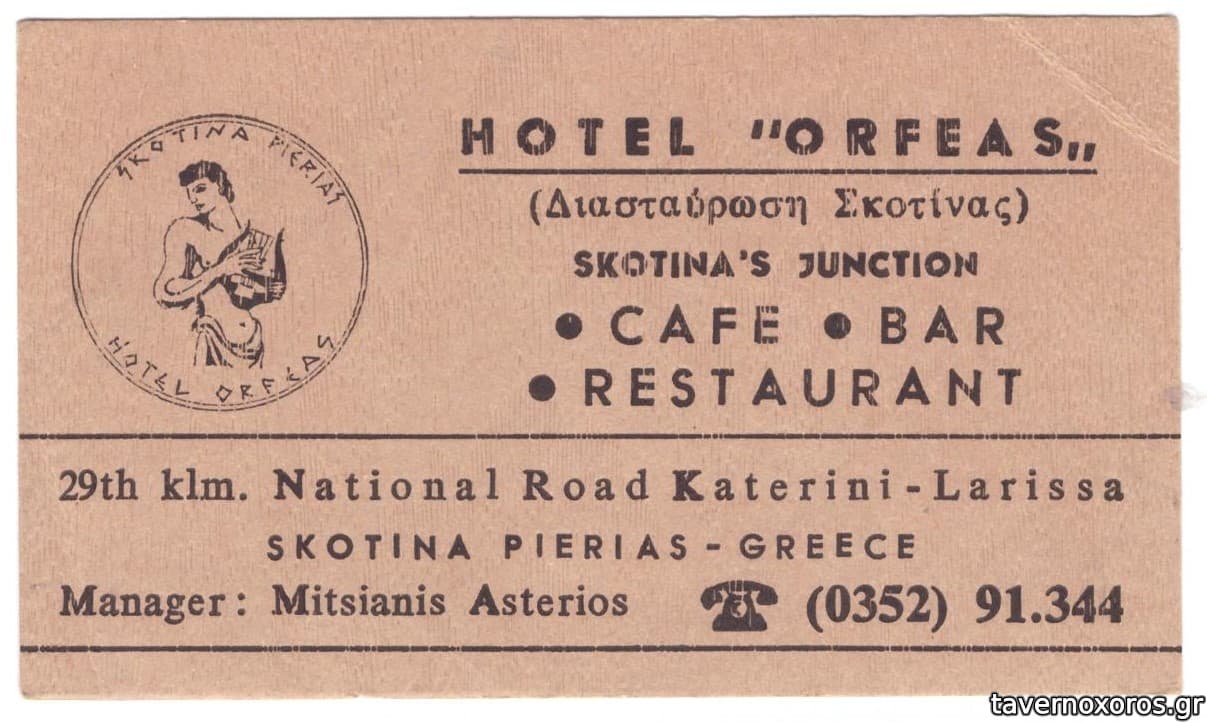 SKOTINA PIERIAS
HOTEL ORFEAS
HOTEL "ORFEAS„
(Διασταύρωση Σκοτίνας)
SKOTINA'S JUNCTION
• CAFE • BAR
• RESTAURANT
29th klm. National Road Katerini - Larissa
SKOTINA PIERIAS - GREECE
Manager: Mitsianis Asterios ☎ (0352) 91.344
tavernoxoros.gr